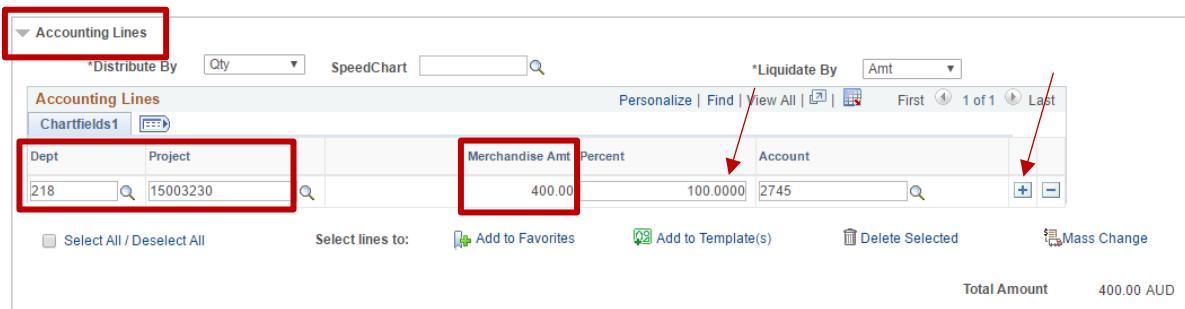 Accounting Lines
*Distribute By Qty SpeedChart *Liquidate By Amt
Accounting Lines Personalize | Find | View All | | First 1 of 1 Last
Chartfields1
Dept Project Merchandise Amt Percent Account
218 15003230 400.00 100.0000 2745
Select All / Deselect All Select lines to: Add to Favorites Add to Template(s) Delete Selected Mass Change
Total Amount 400.00 AUD